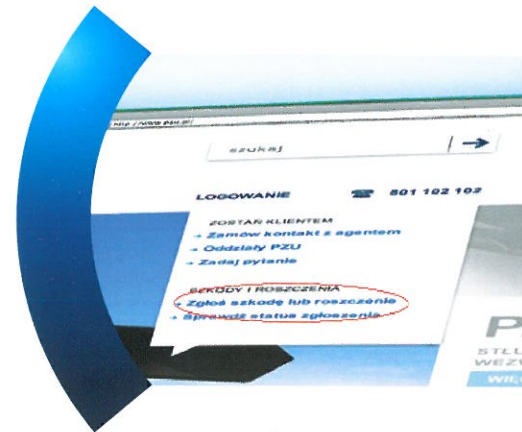 http://www.pzu.pl/
szukaj
LOGOWANIE 801 102 102
ZOSTAŃ KLIENTEM
Zamów kontakt z agentem
Oddziały PZU
Zadaj pytanie
SZKODY I ROSZCZENIA
Zgłoś szkodę lub roszczenie
Sprawdź status zgłoszenia